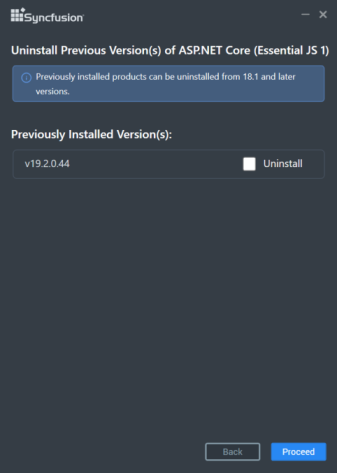 Syncfusion
Uninstall Previous Version(s) of ASP.NET Core (Essential JS 1)
Previously installed products can be uninstalled from 18.1 and later
versions.
Previously Installed Version(s):
v19.2.0.44 Uninstall
Back Proceed